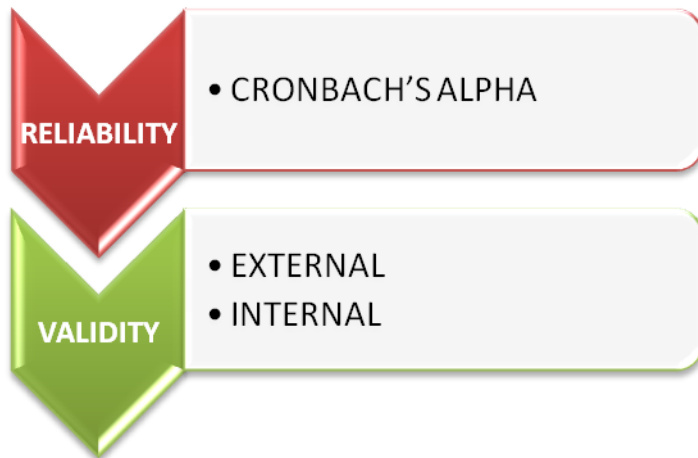 RELIABILITY
• CRONBACH'S ALPHA
VALIDITY
• EXTERNAL
• INTERNAL